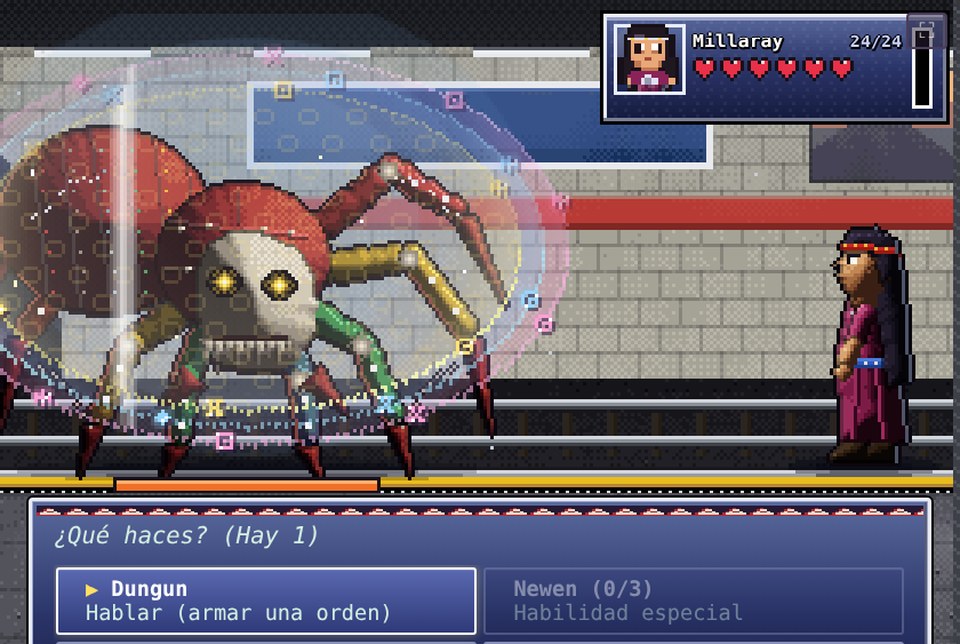 Millaray 24/24
¿Qué haces? (Hay 1)
▶ Dungun
Hablar (armar una orden)
Newen (0/3)
Habilidad especial